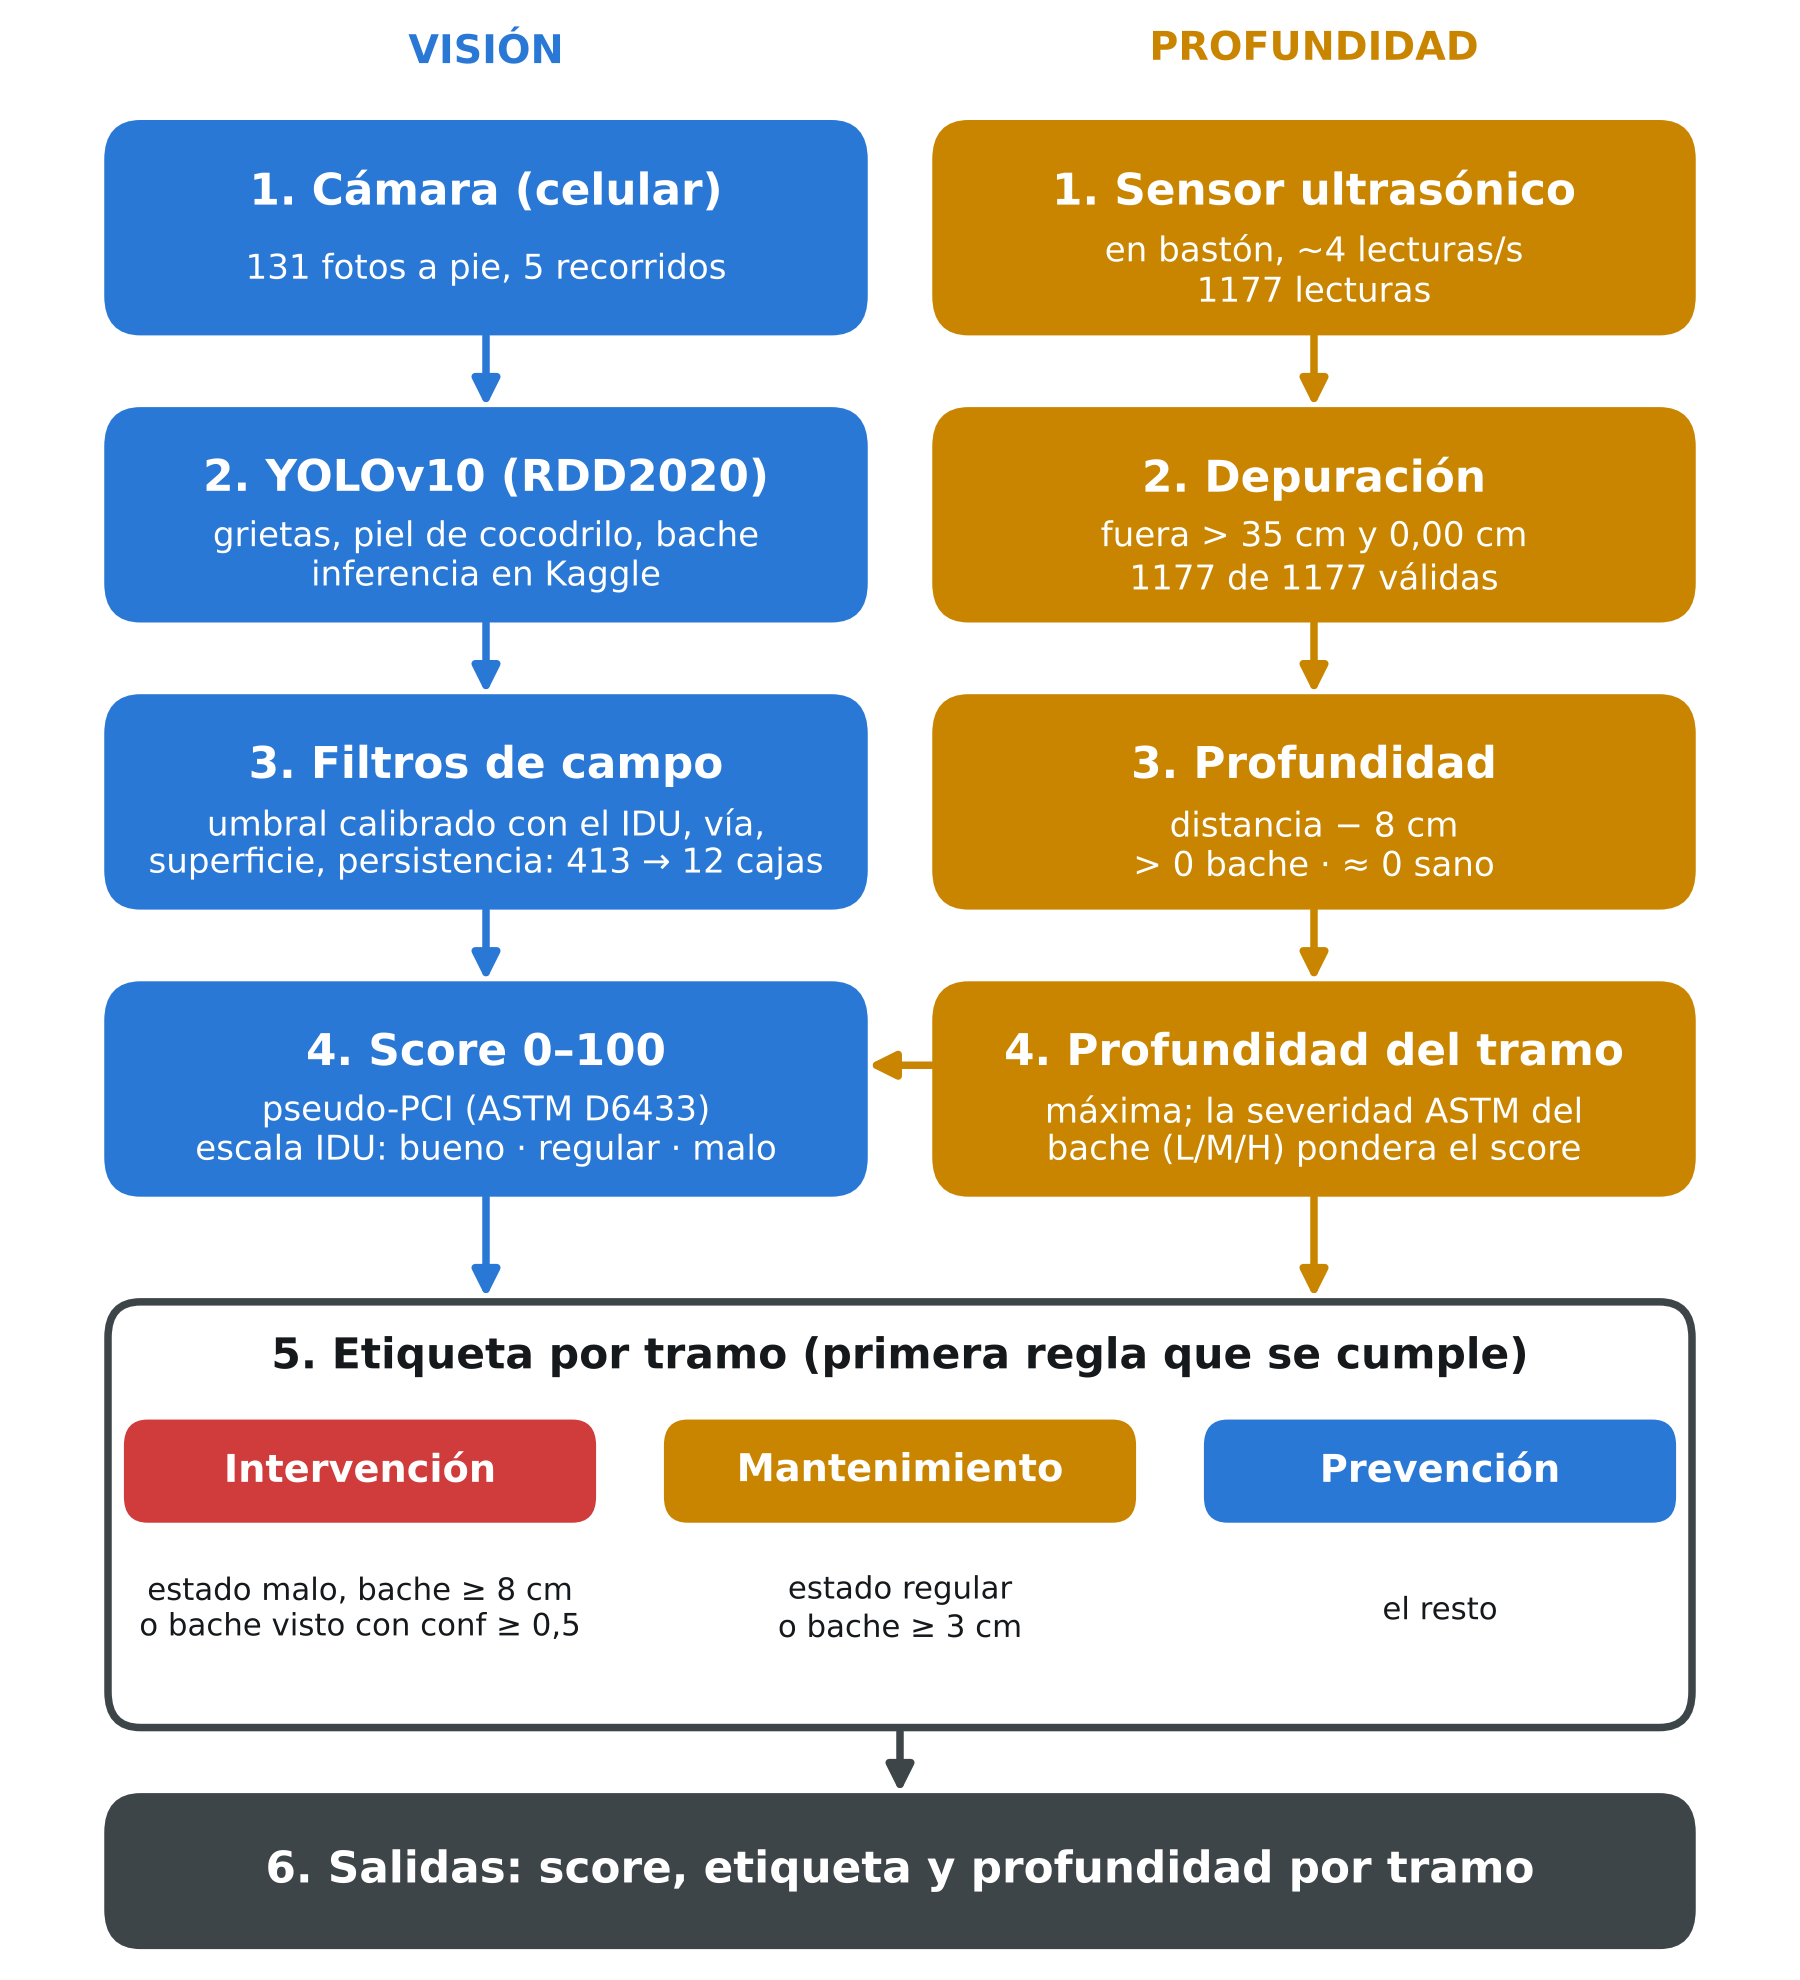 VISIÓN
PROFUNDIDAD
1. Cámara (celular)
131 fotos a pie, 5 recorridos
1. Sensor ultrasónico
en bastón, ~4 lecturas/s
1177 lecturas
2. YOLOv10 (RDD2020)
grietas, piel de cocodrilo, bache
inferencia en Kaggle
2. Depuración
fuera > 35 cm y 0,00 cm
1177 de 1177 válidas
3. Filtros de campo
umbral calibrado con el IDU, vía,
superficie, persistencia: 413 → 12 cajas
3. Profundidad
distancia − 8 cm
> 0 bache · ≈ 0 sano
4. Score 0–100
pseudo-PCI (ASTM D6433)
escala IDU: bueno · regular · malo
4. Profundidad del tramo
máxima; la severidad ASTM del
bache (L/M/H) pondera el score
5. Etiqueta por tramo (primera regla que se cumple)
Intervención
estado malo, bache ≥ 8 cm
o bache visto con conf ≥ 0,5
Mantenimiento
estado regular
o bache ≥ 3 cm
Prevención
el resto
6. Salidas: score, etiqueta y profundidad por tramo